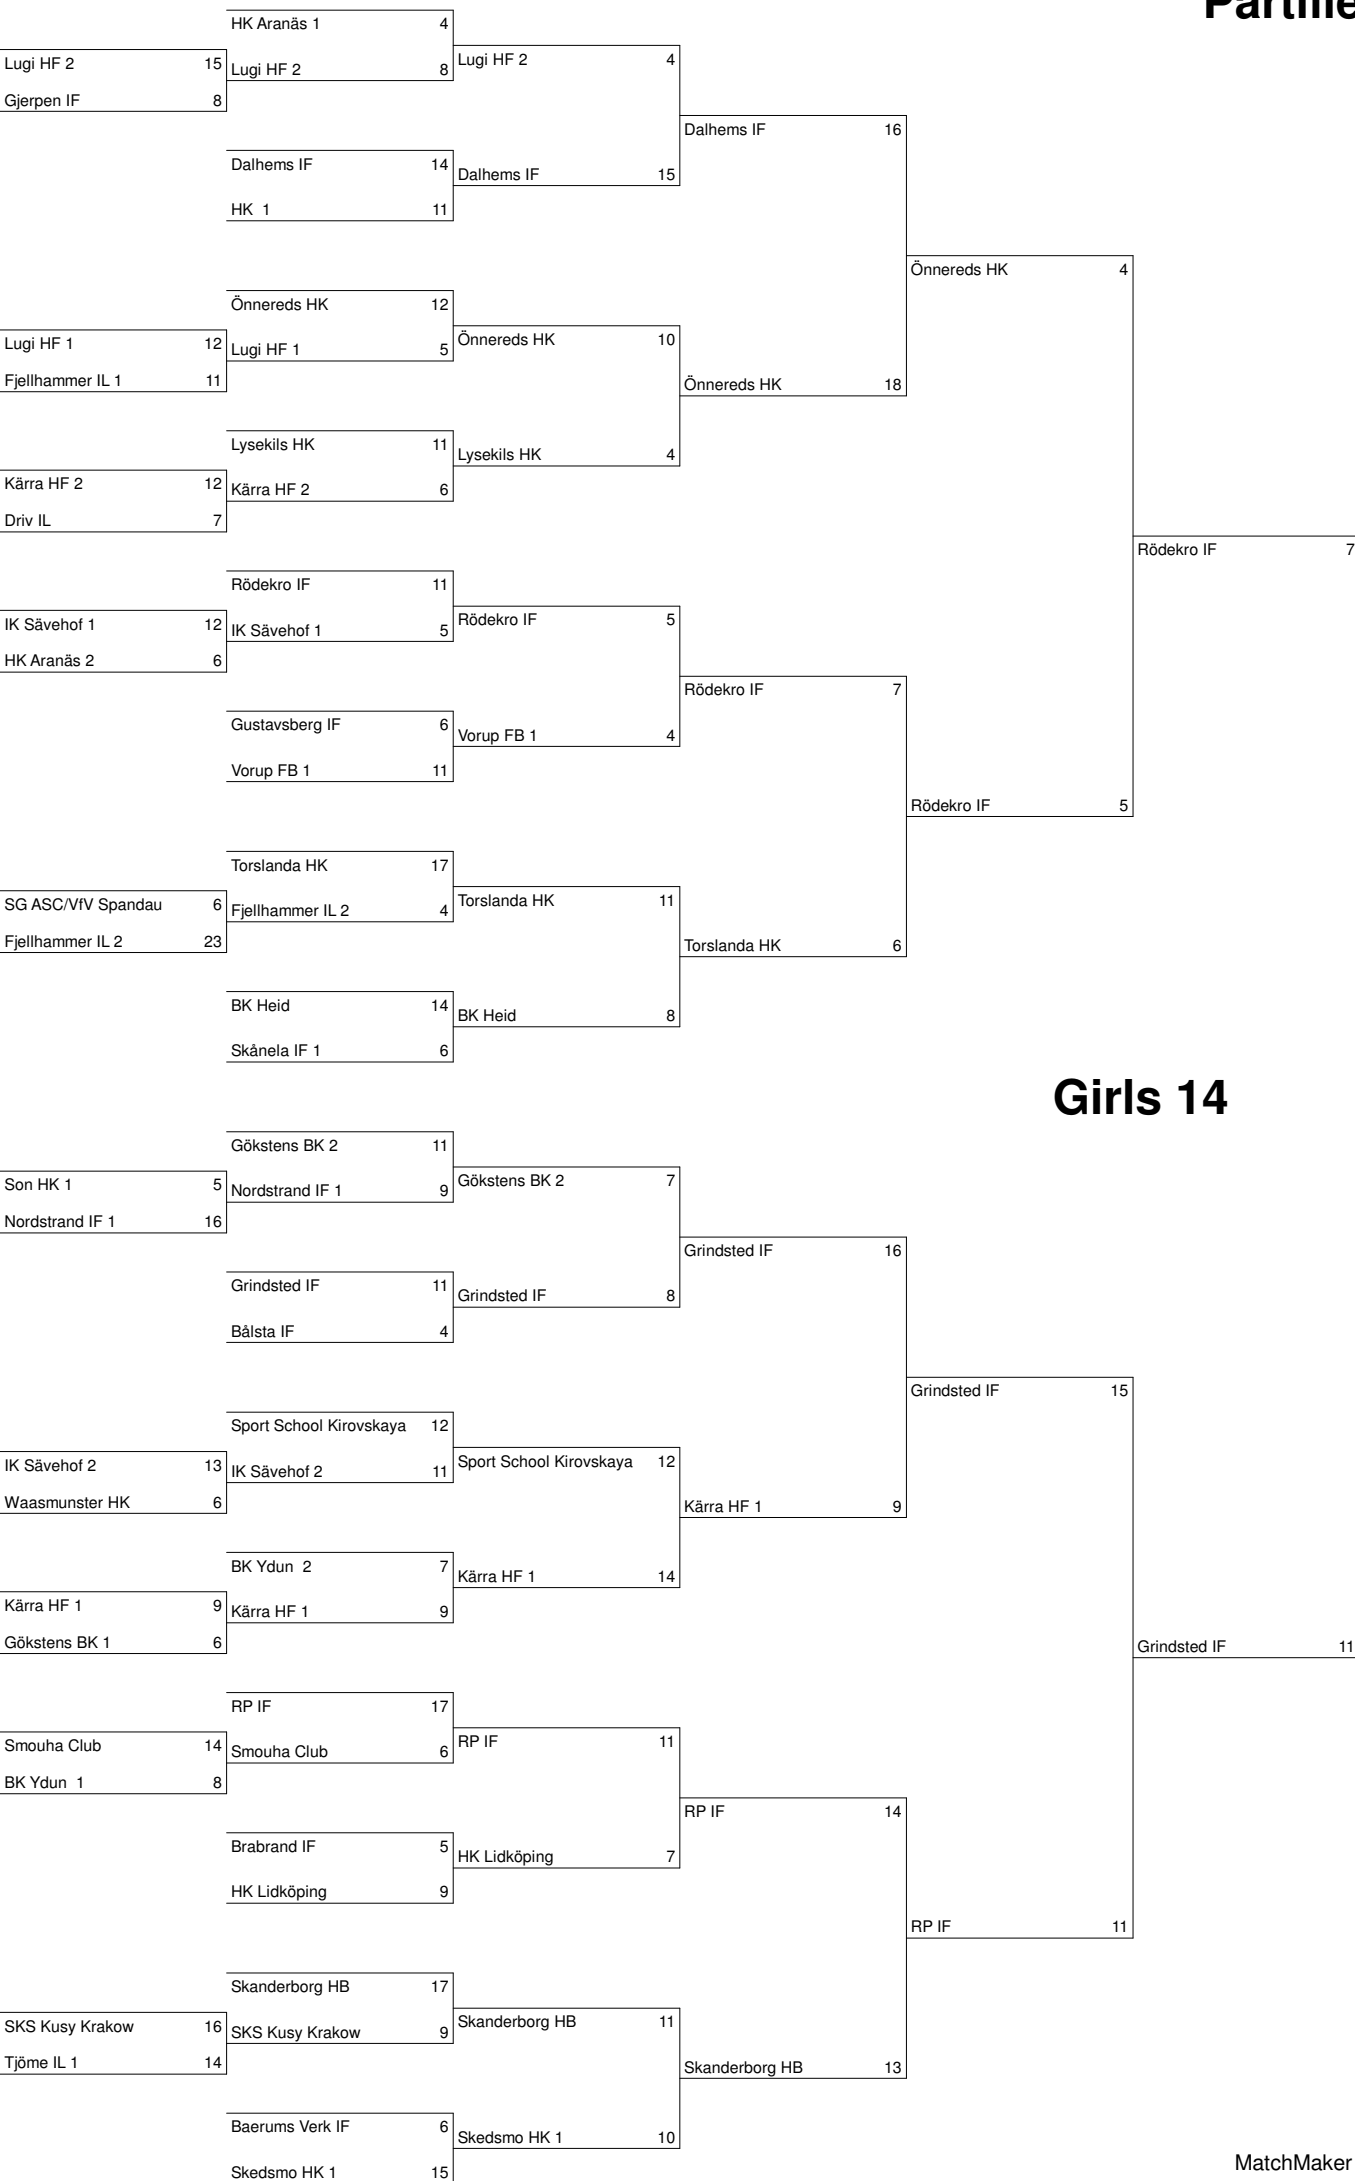 Partille
HK Aranäs 1 4
Lugi HF 2 15
Gjerpen IF 8
Lugi HF 2 8
Lugi HF 2 4
Dalhems IF 16
Dalhems IF 14
HK 1 11
Dalhems IF 15
Önnereds HK 4
Önnereds HK 12
Lugi HF 1 12
Fjellhammer IL 1 11
Lugi HF 1 5
Önnereds HK 10
Önnereds HK 18
Lysekils HK 11
Kärra HF 2 12
Driv IL 7
Kärra HF 2 6
Lysekils HK 4
Rödekro IF 7
Rödekro IF 11
IK Sävehof 1 12
HK Aranäs 2 6
IK Sävehof 1 5
Rödekro IF 5
Rödekro IF 7
Gustavsberg IF 6
Vorup FB 1 11
Vorup FB 1 4
Rödekro IF 5
Torslanda HK 17
SG ASC/VfV Spandau 6
Fjellhammer IL 2 23
Fjellhammer IL 2 4
Torslanda HK 11
Torslanda HK 6
BK Heid 14
Skånela IF 1 6
BK Heid 8
Girls 14
Gökstens BK 2 11
Son HK 1 5
Nordstrand IF 1 16
Nordstrand IF 1 9
Gökstens BK 2 7
Grindsted IF 16
Grindsted IF 11
Bålsta IF 4
Grindsted IF 8
Grindsted IF 15
Sport School Kirovskaya 12
IK Sävehof 2 13
Waasmunster HK 6
IK Sävehof 2 11
Sport School Kirovskaya 12
Kärra HF 1 9
BK Ydun 2 7
Kärra HF 1 9
Gökstens BK 1 6
Kärra HF 1 9
Kärra HF 1 14
Grindsted IF 11
RP IF 17
Smouha Club 14
BK Ydun 1 8
Smouha Club 6
RP IF 11
RP IF 14
Brabrand IF 5
HK Lidköping 9
HK Lidköping 7
RP IF 11
Skanderborg HB 17
SKS Kusy Krakow 16
Tjöme IL 1 14
SKS Kusy Krakow 9
Skanderborg HB 11
Skanderborg HB 13
Baerums Verk IF 6
Skedsmo HK 1 15
Skedsmo HK 1 10
MatchMaker